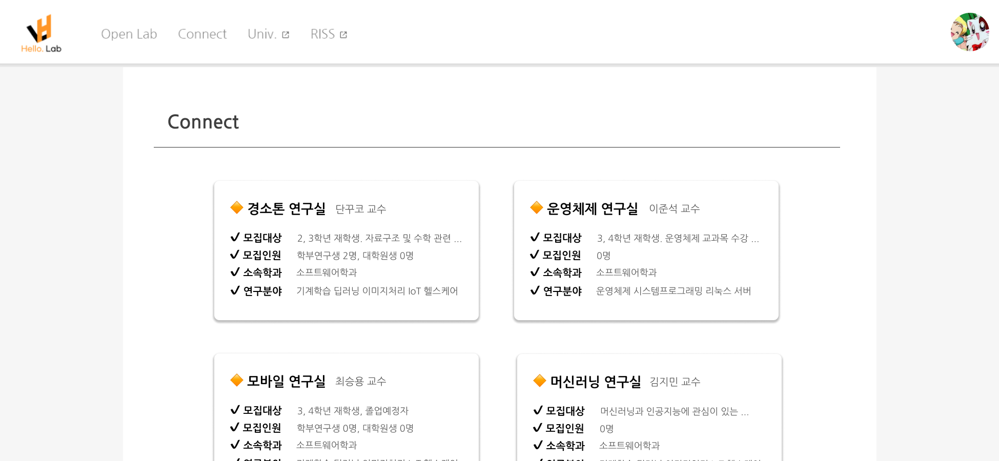 Hello. Lab
Open Lab Connect Univ. RISS
Connect
경소톤 연구실 단꾸코 교수
✔ 모집대상 2, 3학년 재학생. 자료구조 및 수학 관련 ...
✔ 모집인원 학부연구생 2명, 대학원생 0명
✔ 소속학과 소프트웨어학과
✔ 연구분야 기계학습 딥러닝 이미지처리 IoT 헬스케어
운영체제 연구실 이준석 교수
✔ 모집대상 3, 4학년 재학생. 운영체제 교과목 수강 ...
✔ 모집인원 0명
✔ 소속학과 소프트웨어학과
✔ 연구분야 운영체제 시스템프로그래밍 리눅스 서버
모바일 연구실 최승용 교수
✔ 모집대상 3, 4학년 재학생, 졸업예정자
✔ 모집인원 학부연구생 0명, 대학원생 0명
✔ 소속학과 소프트웨어학과
머신러닝 연구실 김지민 교수
✔ 모집대상 머신러닝과 인공지능에 관심이 있는 ...
✔ 모집인원 0명
✔ 소속학과 소프트웨어학과